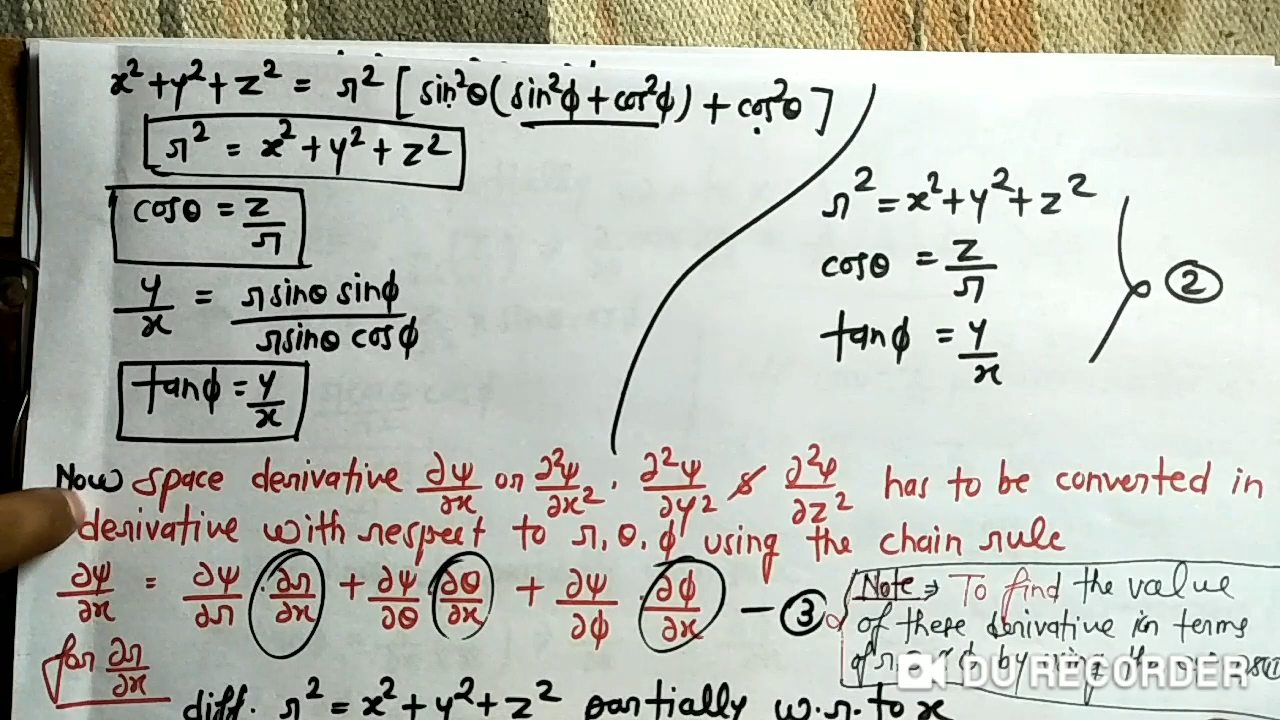 x² + y² + z² = r² [ sin²θ ( sin²ϕ + cos²ϕ ) + cos²θ ]
r² = x² + y² + z²
cosθ = z/r
y/x = r sinθ sinϕ / r sinθ cosϕ
tanϕ = y/x
r² = x² + y² + z²
cosθ = z/r
tanϕ = y/x
②
Now space derivative ∂ψ/∂x or ∂²ψ/∂x² , ∂²ψ/∂y² & ∂²ψ/∂z² has to be converted in
derivative with respect to r, θ, ϕ using the chain rule
∂ψ/∂x = ∂ψ/∂r · ∂r/∂x + ∂ψ/∂θ · ∂θ/∂x + ∂ψ/∂ϕ · ∂ϕ/∂x — ③
Note ⇒ To find the value
of these derivative in terms
of r, θ & ϕ by using
for ∂r/∂x
diff. r² = x² + y² + z² partially w.r. to x
DU RECORDER